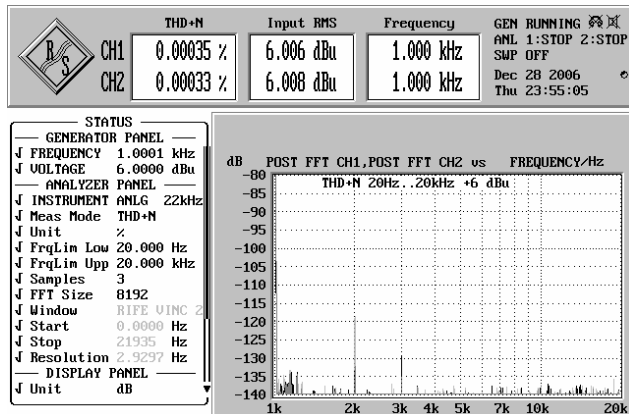 THD+N Input RMS Frequency
R/S CH1 0.00035 % 6.006 dBu 1.000 kHz
CH2 0.00033 % 6.008 dBu 1.000 kHz
GEN RUNNING
ANL 1:STOP 2:STOP
SWP OFF
Dec 28 2006
Thu 23:55:05
STATUS
GENERATOR PANEL
FREQUENCY 1.0001 kHz
VOLTAGE 6.0000 dBu
ANALYZER PANEL
INSTRUMENT ANLG 22kHz
Meas Mode THD+N
Unit %
FrqLim Low 20.000 Hz
FrqLim Upp 20.000 kHz
Samples 3
FFT Size 8192
Window RIFE VINC 2
Start 0.0000 Hz
Stop 21935 Hz
Resolution 2.9297 Hz
DISPLAY PANEL
Unit dB
dB POST FFT CH1,POST FFT CH2 vs FREQUENCY/Hz
THD+N 20Hz..20kHz +6 dBu
-80
-85
-90
-95
-100
-105
-110
-115
-120
-125
-130
-135
-140
1k 2k 3k 4k 5k 7k 10k 20k